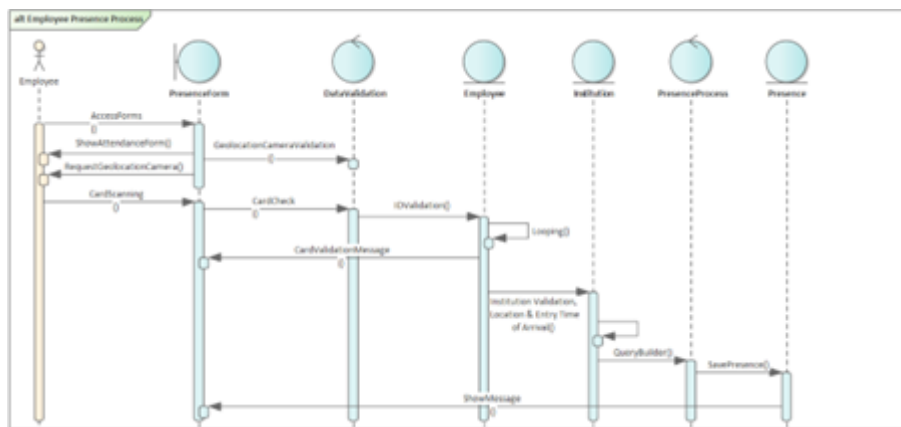 alt Employee Presence Process
Employee
PresenceForm
DataValidation
Employee
Institution
PresenceProcess
Presence
AccessForms
()
ShowAttendanceForm()
GeolocationCameraValidation
()
RequestGeolocationCamera()
CardScanning
()
CardCheck
()
IDValidation()
Looping()
CardValidationMessage
()
Institution Validation,
Location & Entry Time
of Arrival()
QueryBuilder()
SavePresence()
ShowMessage
()